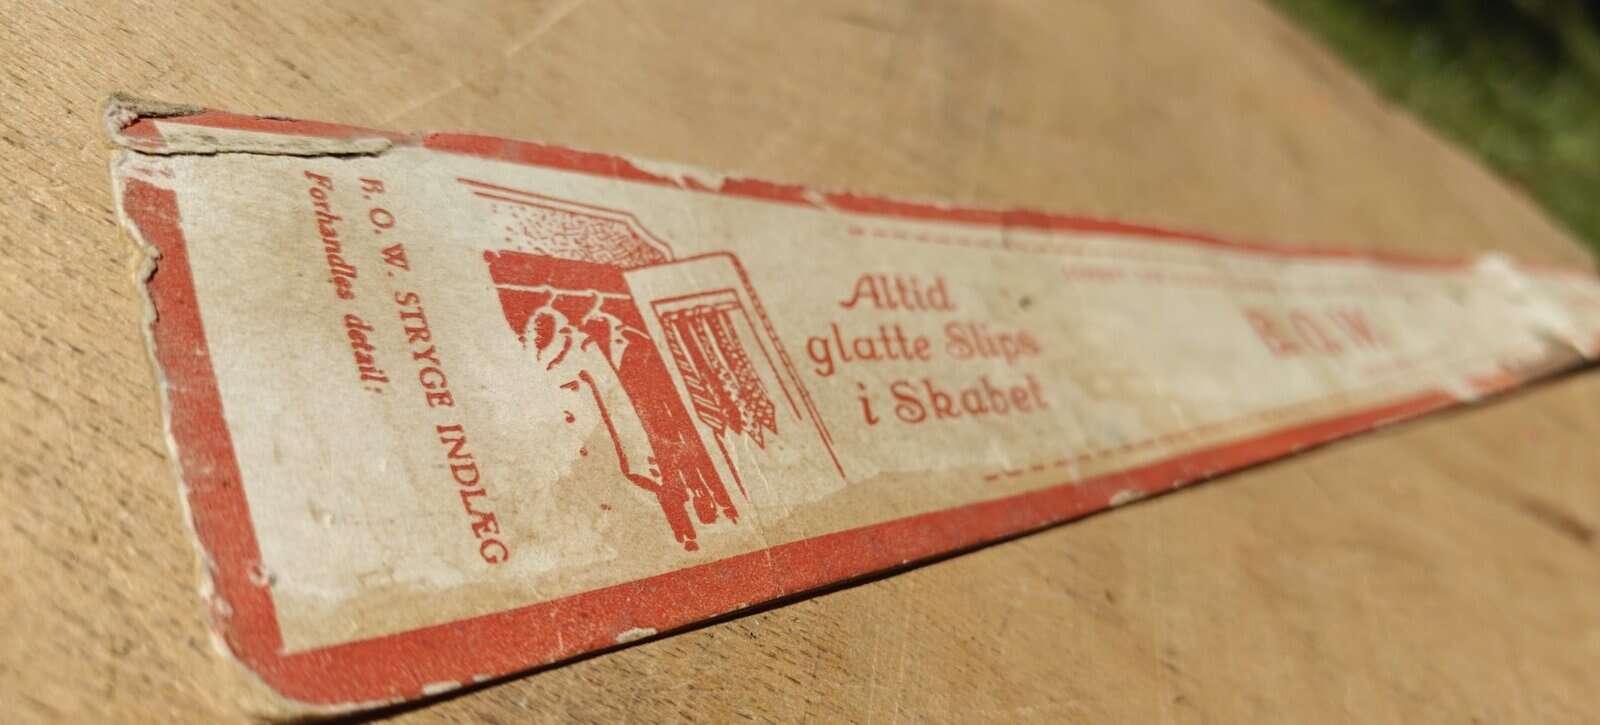 Forhandles detail:
B. O. W. STRYGE INDLÆG
Altid
glatte Slips
i Skabet
B. O. W.